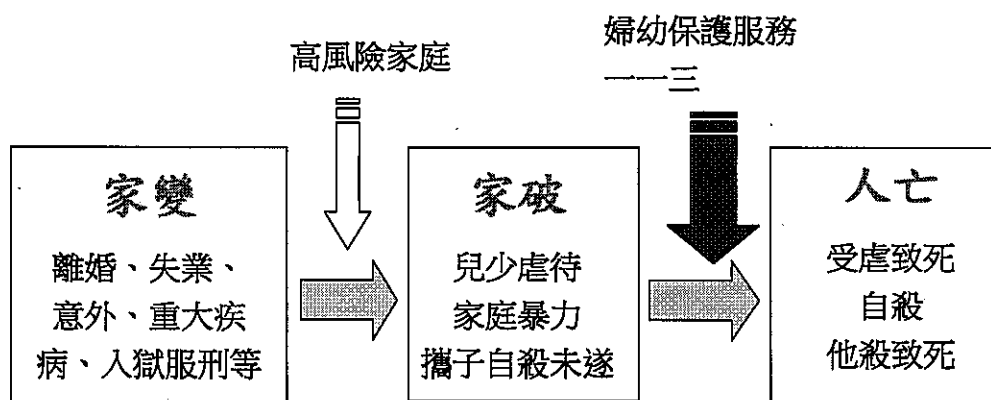 高風險家庭
婦幼保護服務
一一三
家變
離婚、失業、
意外、重大疾
病、入獄服刑等
家破
兒少虐待
家庭暴力
攜子自殺未遂
人亡
受虐致死
自殺
他殺致死